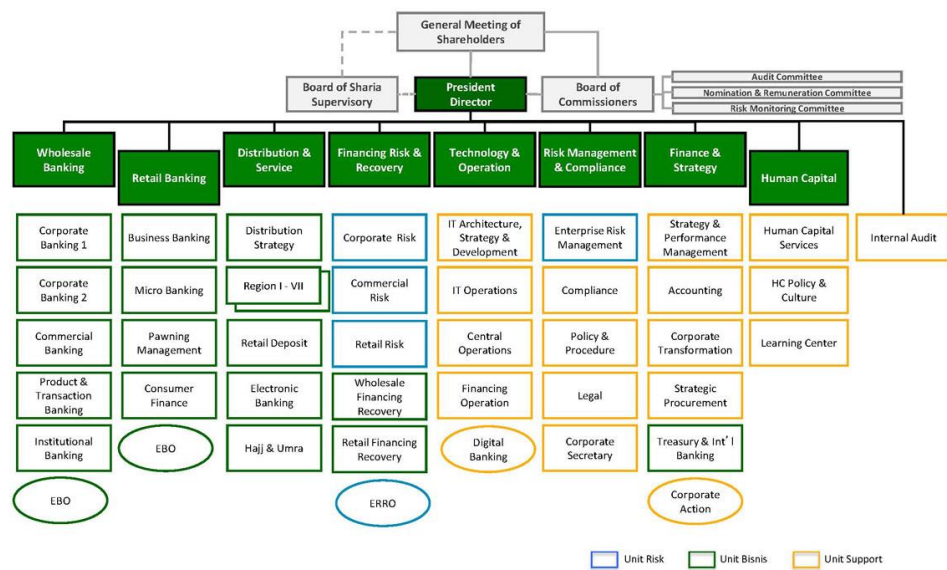 General Meeting of
Shareholders
Board of Sharia
Supervisory
President
Director
Board of
Commissioners
Audit Committee
Nomination & Remuneration Committee
Risk Monitoring Committee
Wholesale
Banking
Retail Banking
Distribution &
Service
Financing Risk &
Recovery
Technology &
Operation
Risk Management
& Compliance
Finance &
Strategy
Human Capital
Corporate
Banking 1
Business Banking
Distribution
Strategy
Corporate Risk
IT Architecture,
Strategy &
Development
Enterprise Risk
Management
Strategy &
Performance
Management
Human Capital
Services
Internal Audit
Corporate
Banking 2
Micro Banking
Region I - VII
Commercial
Risk
IT Operations
Compliance
Accounting
HC Policy &
Culture
Commercial
Banking
Pawning
Management
Retail Deposit
Retail Risk
Central
Operations
Policy &
Procedure
Corporate
Transformation
Learning Center
Product &
Transaction
Banking
Consumer
Finance
Electronic
Banking
Wholesale
Financing
Recovery
Financing
Operation
Legal
Strategic
Procurement
Institutional
Banking
EBO
Hajj & Umra
Retail Financing
Recovery
Digital
Banking
Corporate
Secretary
Treasury & Int' l
Banking
EBO
ERRO
Corporate
Action
Unit Risk
Unit Bisnis
Unit Support